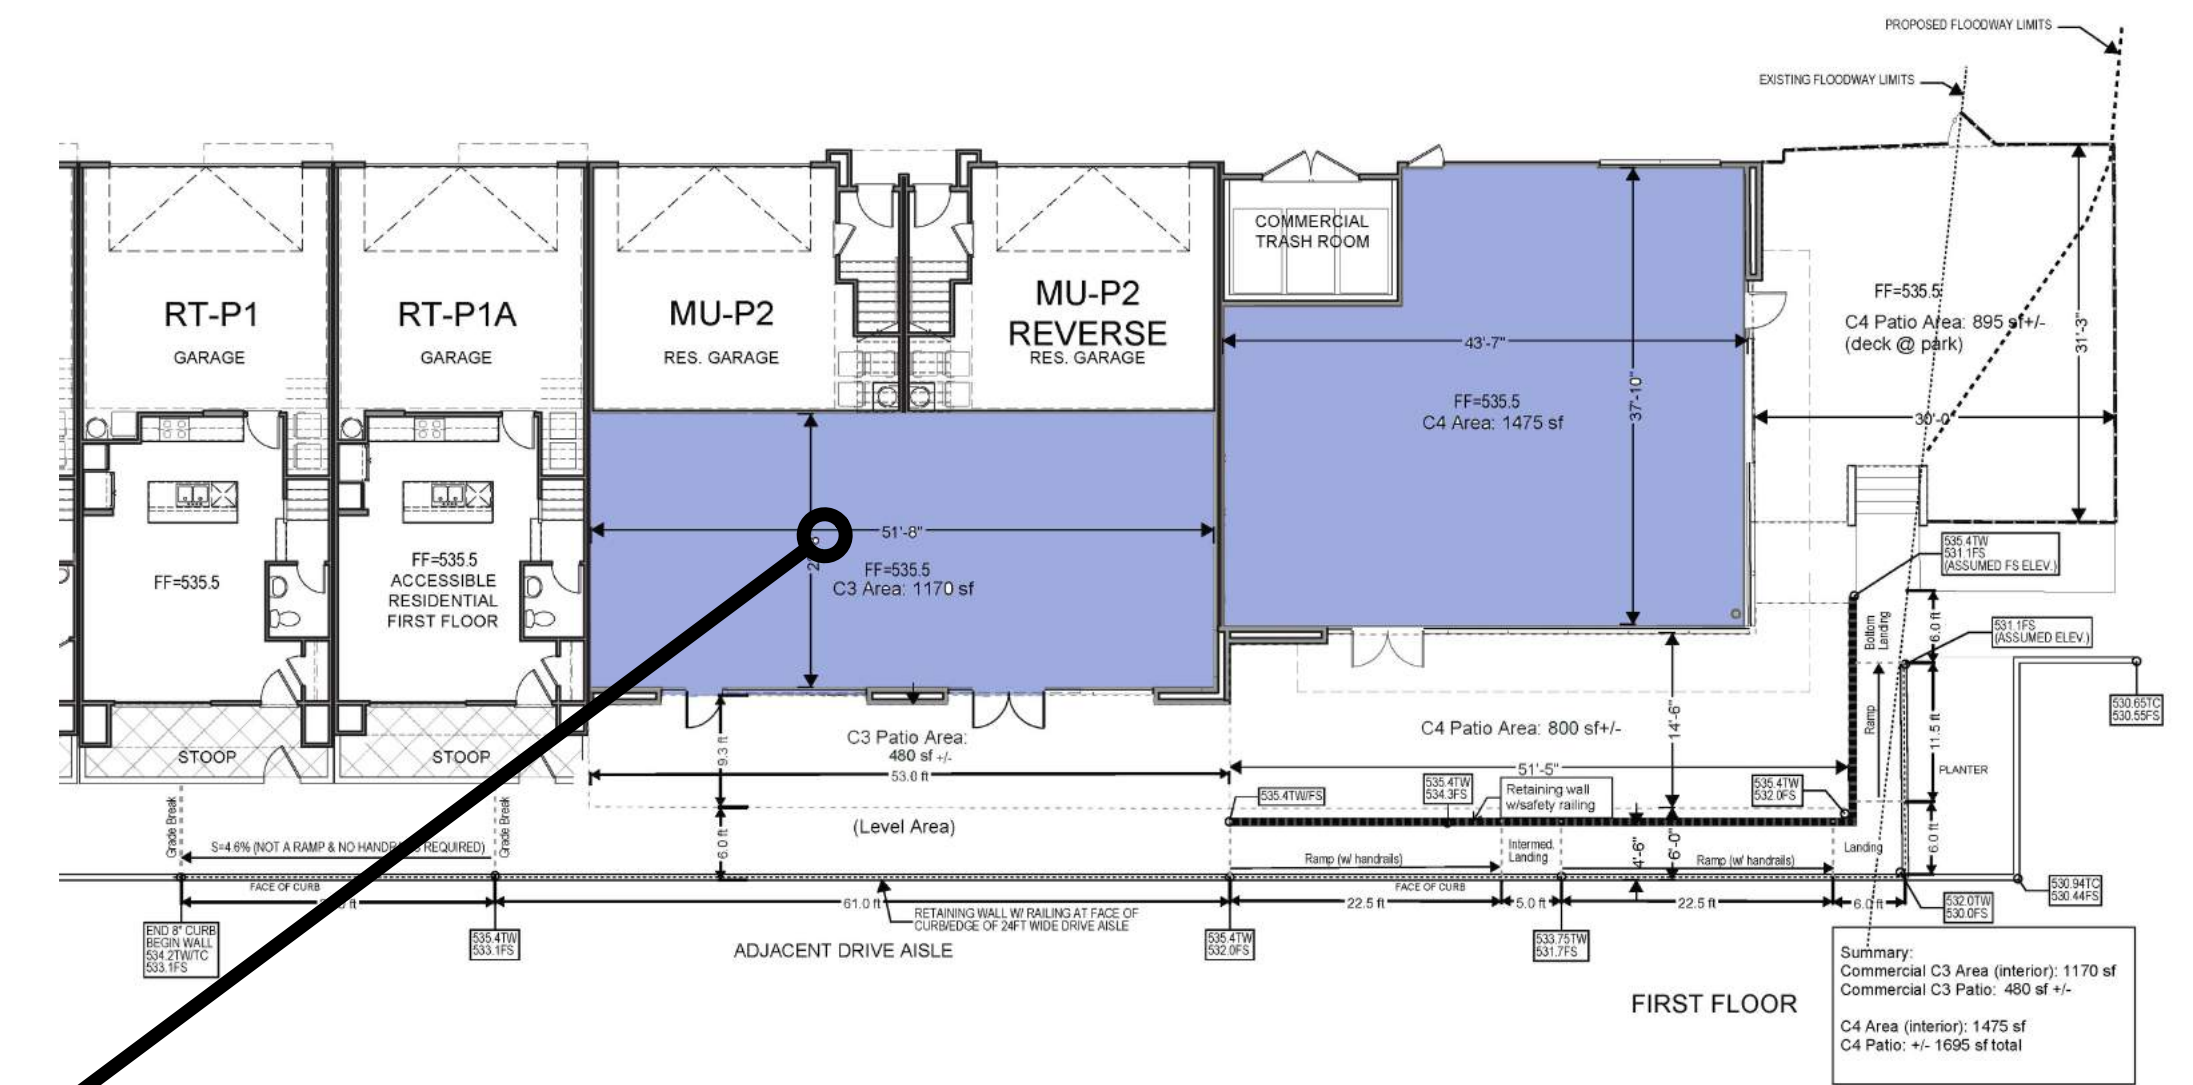 PROPOSED FLOODWAY LIMITS
EXISTING FLOODWAY LIMITS
RT-P1
GARAGE
RT-P1A
GARAGE
MU-P2
RES. GARAGE
MU-P2
REVERSE
RES. GARAGE
COMMERCIAL
TRASH ROOM
FF=535.5
C4 Patio Area: 895 sf+/-
(deck @ park)
31'-3"
30'-0"
43'-7"
37'-10"
FF=535.5
C4 Area: 1475 sf
51'-8"
FF=535.5
C3 Area: 1170 sf
FF=535.5
FF=535.5
ACCESSIBLE
RESIDENTIAL
FIRST FLOOR
STOOP
STOOP
535.4TW
531.1FS
(ASSUMED FS ELEV.)
531.1FS
(ASSUMED ELEV.)
Bottom
Landing
6.0 ft
Ramp
11.5 ft
PLANTER
6.0 ft
530.65TC
530.55FS
C3 Patio Area:
480 sf +/-
9.3 ft
53.0 ft
C4 Patio Area: 800 sf+/-
14'-6"
51'-5"
535.4TW/FS
535.4TW
534.3FS
Retaining wall
w/safety railing
535.4TW
532.0FS
(Level Area)
6.0 ft
Grade Break
Grade Break
S=4.6% (NOT A RAMP & NO REQUIRED)
FACE OF CURB
Ramp (w/ handrails)
Intermed.
Landing
4'-6"
6'-0"
Ramp (w/ handrails)
Landing
FACE OF CURB
61.0 ft
22.5 ft
5.0 ft
22.5 ft
6.0 ft
RETAINING WALL W/ RAILING AT FACE OF
CURB/EDGE OF 24FT WIDE DRIVE AISLE
530.94TC
530.44FS
532.0TW
530.0FS
END 8" CURB
BEGIN WALL
534.2TW/TC
533.1FS
535.4TW
533.1FS
ADJACENT DRIVE AISLE
535.4TW
532.0FS
533.75TW
531.7FS
FIRST FLOOR
Summary:
Commercial C3 Area (interior): 1170 sf
Commercial C3 Patio: 480 sf +/-
C4 Area (interior): 1475 sf
C4 Patio: +/- 1695 sf total